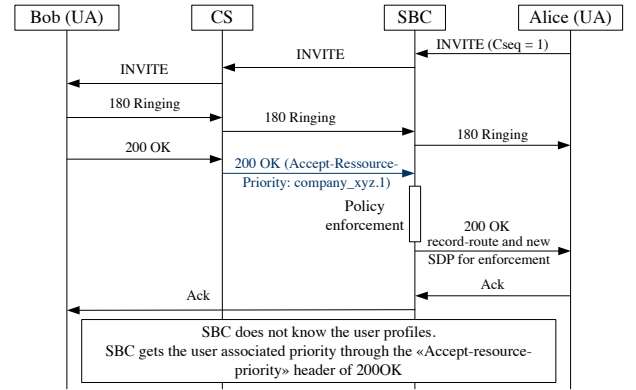 Bob (UA)
CS
SBC
Alice (UA)
INVITE (Cseq = 1)
INVITE
INVITE
180 Ringing
180 Ringing
180 Ringing
200 OK
200 OK (Accept-Ressource-
Priority: company_xyz.1)
Policy
enforcement
200 OK
record-route and new
SDP for enforcement
Ack
Ack
SBC does not know the user profiles.
SBC gets the user associated priority through the «Accept-resource-
priority» header of 200OK